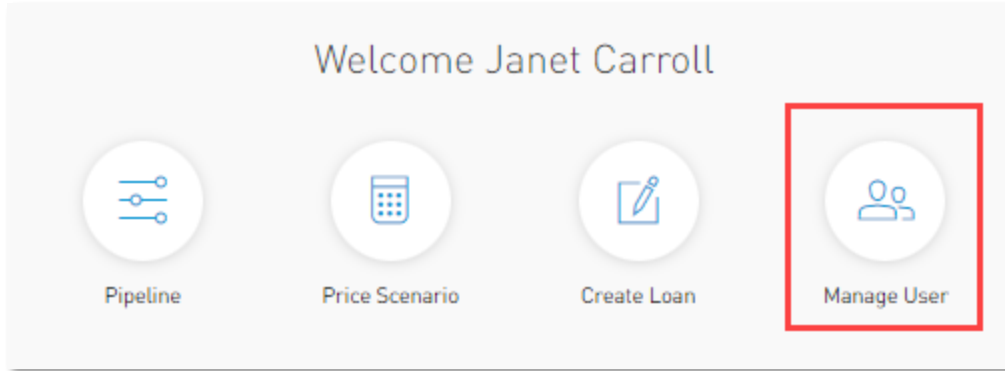 Welcome Janet Carroll
Pipeline
Price Scenario
Create Loan
Manage User